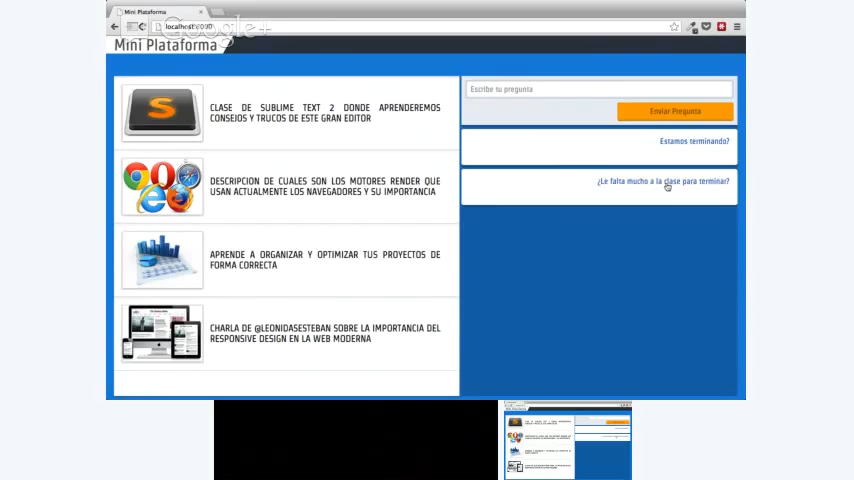 Mini Plataforma
localhost:8000
Google+
Mini Plataforma
CLASE DE SUBLIME TEXT 2 DONDE APRENDEREMOS
CONSEJOS Y TRUCOS DE ESTE GRAN EDITOR
DESCRIPCION DE CUALES SON LOS MOTORES RENDER QUE
USAN ACTUALMENTE LOS NAVEGADORES Y SU IMPORTANCIA
APRENDE A ORGANIZAR Y OPTIMIZAR TUS PROYECTOS DE
FORMA CORRECTA
CHARLA DE @LEONIDASESTEBAN SOBRE LA IMPORTANCIA DEL
RESPONSIVE DESIGN EN LA WEB MODERNA
Escribe tu pregunta
Enviar Pregunta
Estamos terminando?
¿Le falta mucho a la clase para terminar?